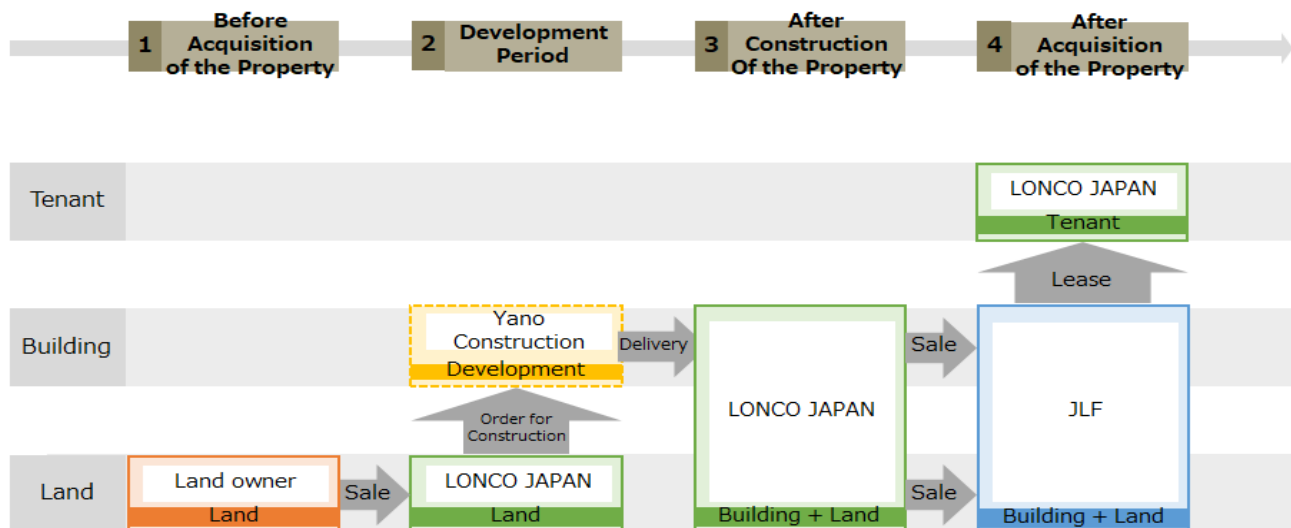 1
Before
Acquisition
of the Property
2
Development
Period
3
After
Construction
Of the Property
4
After
Acquisition
of the Property
Tenant
LONCO JAPAN
Tenant
Lease
Building
Yano
Construction
Development
Delivery
LONCO JAPAN
Sale
JLF
Order for
Construction
Land
Land owner
Land
Sale
LONCO JAPAN
Land
Building + Land
Sale
Building + Land